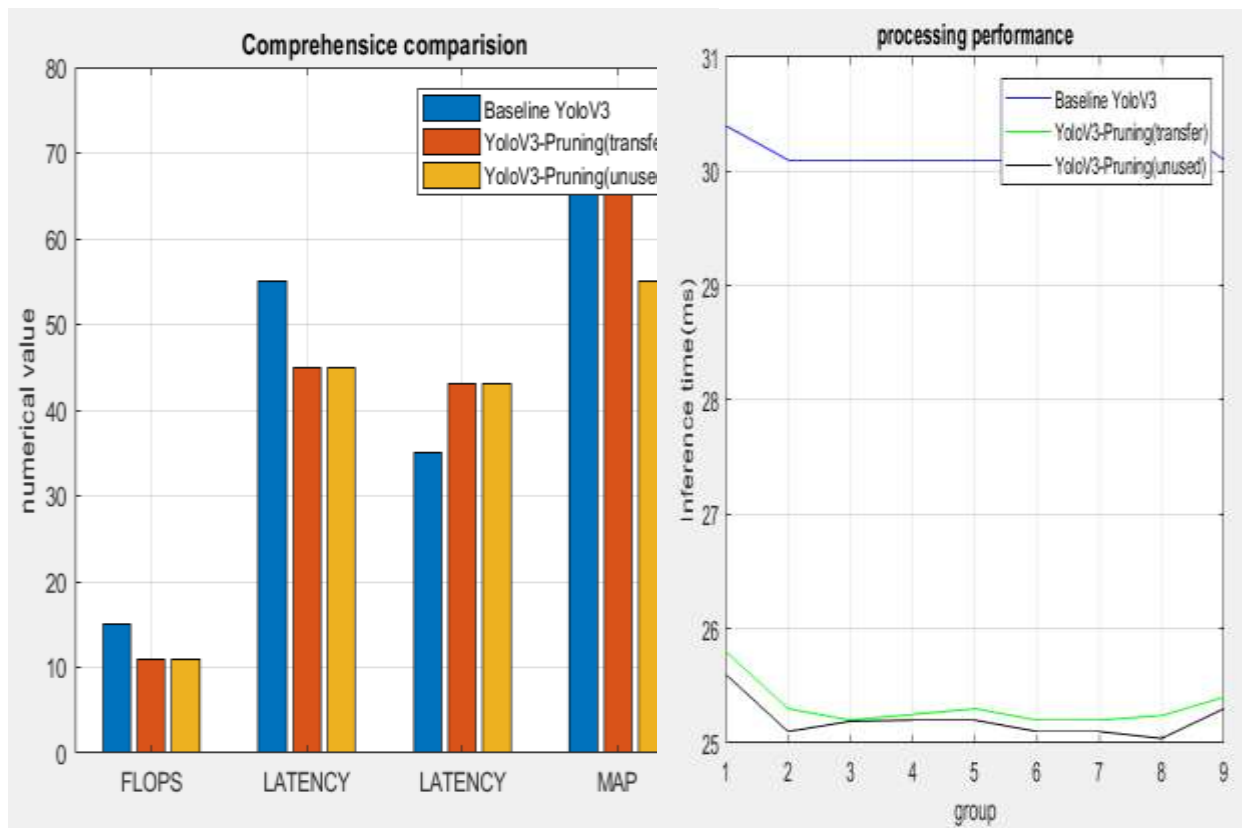 Comprehensice comparision
80
70
60
50
40
30
20
10
0
numerical value
Baseline YoloV3
YoloV3-Pruning(transfe
YoloV3-Pruning(unuse
FLOPS
LATENCY
LATENCY
MAP
processing performance
31
30
29
28
27
26
25
Inference time(ms)
Baseline YoloV3
YoloV3-Pruning(transfer)
YoloV3-Pruning(unused)
1 2 3 4 5 6 7 8 9
group